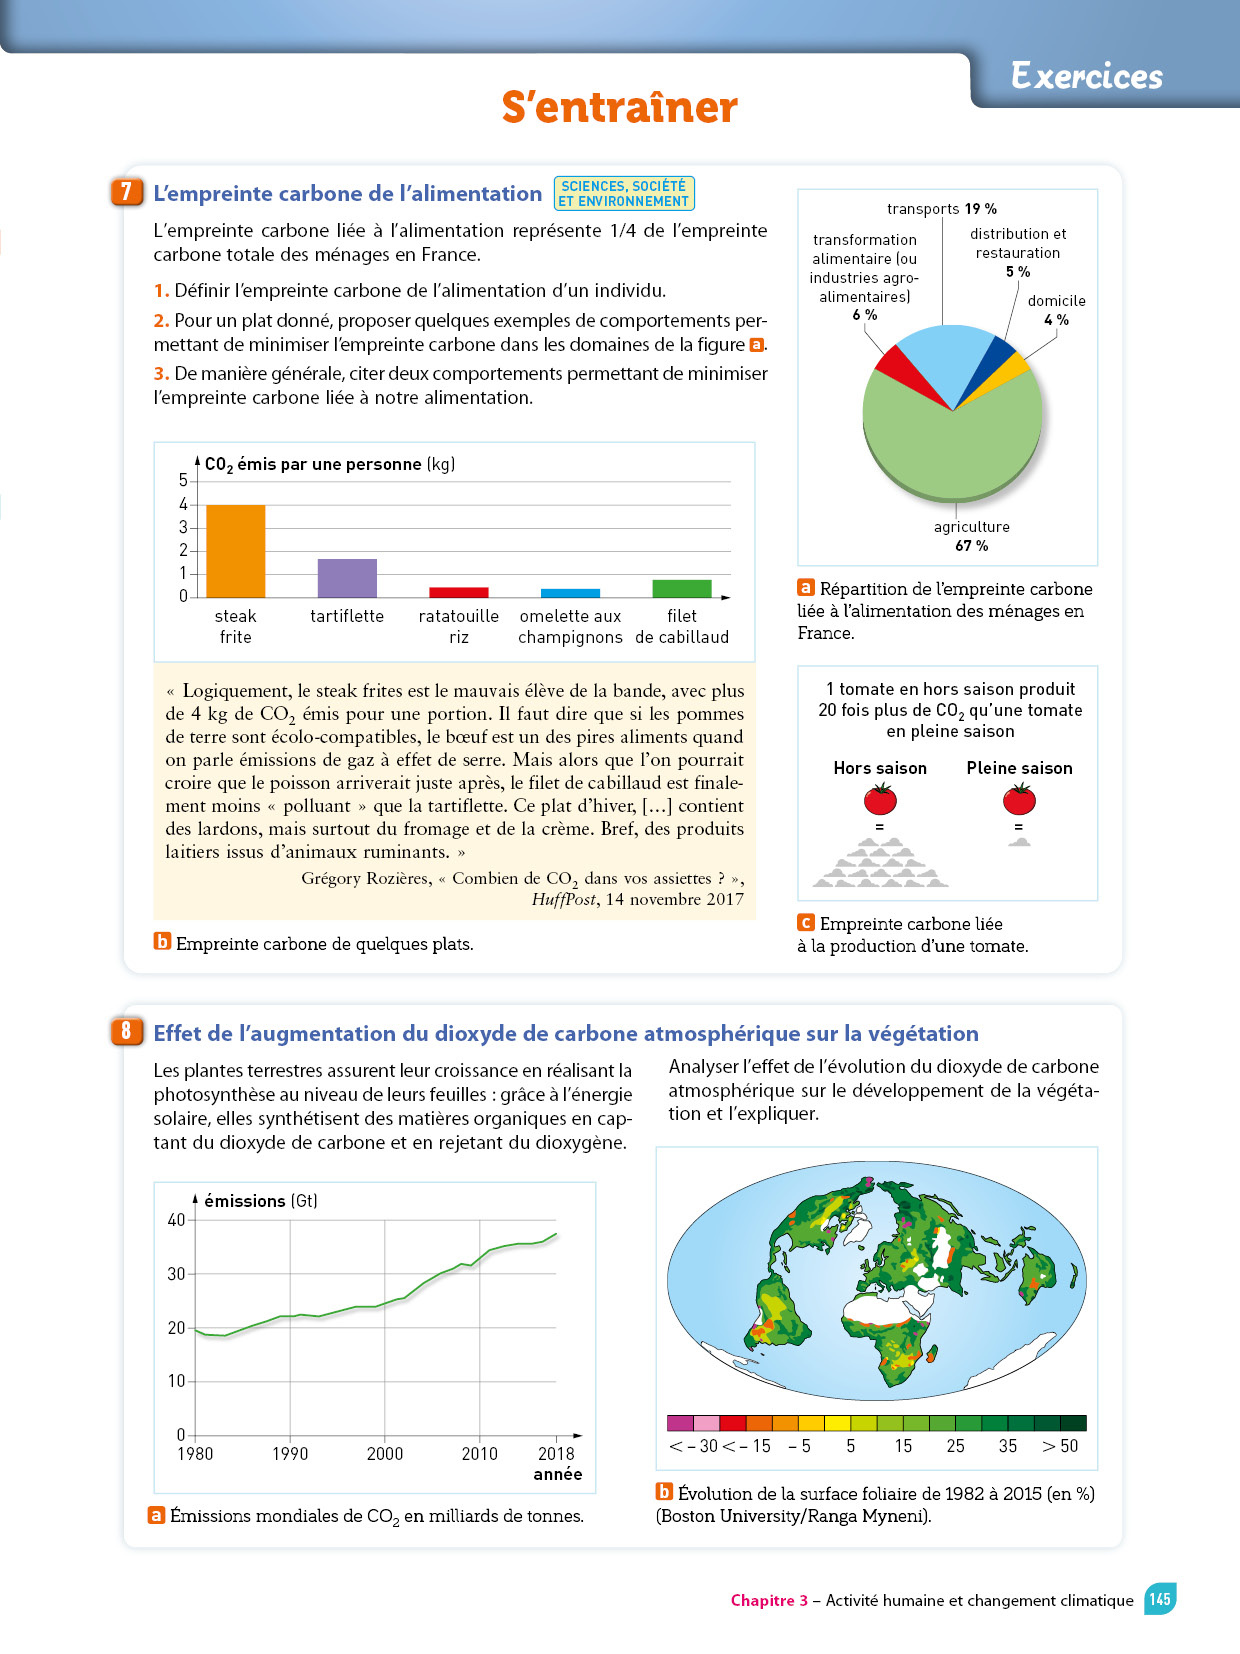 Exercices
S'entraîner
7 L'empreinte carbone de l'alimentation
SCIENCES, SOCIÉTÉ
ET ENVIRONNEMENT
L'empreinte carbone liée à l'alimentation représente 1/4 de l'empreinte
carbone totale des ménages en France.
1. Définir l'empreinte carbone de l'alimentation d'un individu.
2. Pour un plat donné, proposer quelques exemples de comportements per-
mettant de minimiser l'empreinte carbone dans les domaines de la figure a.
3. De manière générale, citer deux comportements permettant de minimiser
l'empreinte carbone liée à notre alimentation.
CO2 émis par une personne (kg)
5
4
3
2
1
0
steak
frite
tartiflette
ratatouille
riz
omelette aux
champignons
filet
de cabillaud
« Logiquement, le steak frites est le mauvais élève de la bande, avec plus
de 4 kg de CO2 émis pour une portion. Il faut dire que si les pommes
de terre sont écolo-compatibles, le bœuf est un des pires aliments quand
on parle émissions de gaz à effet de serre. Mais alors que l'on pourrait
croire que le poisson arriverait juste après, le filet de cabillaud est finale-
ment moins « polluant » que la tartiflette. Ce plat d'hiver, [...] contient
des lardons, mais surtout du fromage et de la crème. Bref, des produits
laitiers issus d'animaux ruminants. »
Grégory Rozières, « Combien de CO2 dans vos assiettes ? »,
HuffPost, 14 novembre 2017
b Empreinte carbone de quelques plats.
transports 19 %
transformation
alimentaire (ou
industries agro-
alimentaires)
6 %
distribution et
restauration
5 %
domicile
4 %
agriculture
67 %
a Répartition de l'empreinte carbone
liée à l'alimentation des ménages en
France.
1 tomate en hors saison produit
20 fois plus de CO2 qu'une tomate
en pleine saison
Hors saison
Pleine saison
=
=
c Empreinte carbone liée
à la production d'une tomate.
8 Effet de l'augmentation du dioxyde de carbone atmosphérique sur la végétation
Les plantes terrestres assurent leur croissance en réalisant la
photosynthèse au niveau de leurs feuilles : grâce à l'énergie
solaire, elles synthétisent des matières organiques en cap-
tant du dioxyde de carbone et en rejetant du dioxygène.
Analyser l'effet de l'évolution du dioxyde de carbone
atmosphérique sur le développement de la végéta-
tion et l'expliquer.
émissions (Gt)
40
30
20
10
0
1980 1990 2000 2010 2018
année
a Émissions mondiales de CO2 en milliards de tonnes.
< – 30 < – 15 – 5 5 15 25 35 > 50
b Évolution de la surface foliaire de 1982 à 2015 (en %)
(Boston University/Ranga Myneni).
Chapitre 3 – Activité humaine et changement climatique 145